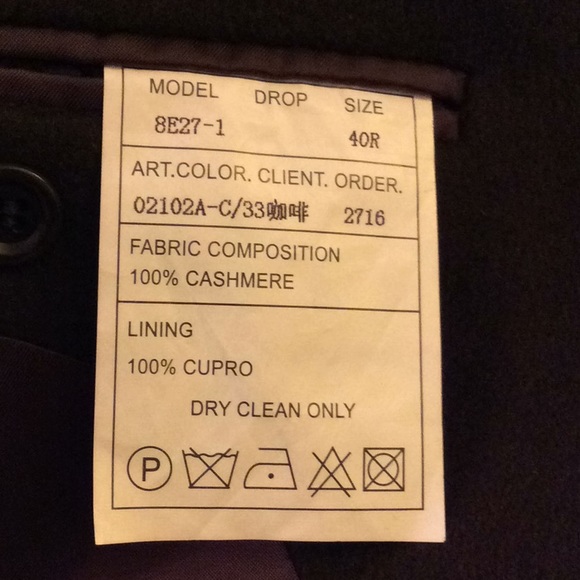 MODEL DROP SIZE
8E27-1 40R
ART.COLOR. CLIENT. ORDER.
02102A-C/33咖啡 2716
FABRIC COMPOSITION
100% CASHMERE
LINING
100% CUPRO
DRY CLEAN ONLY
P